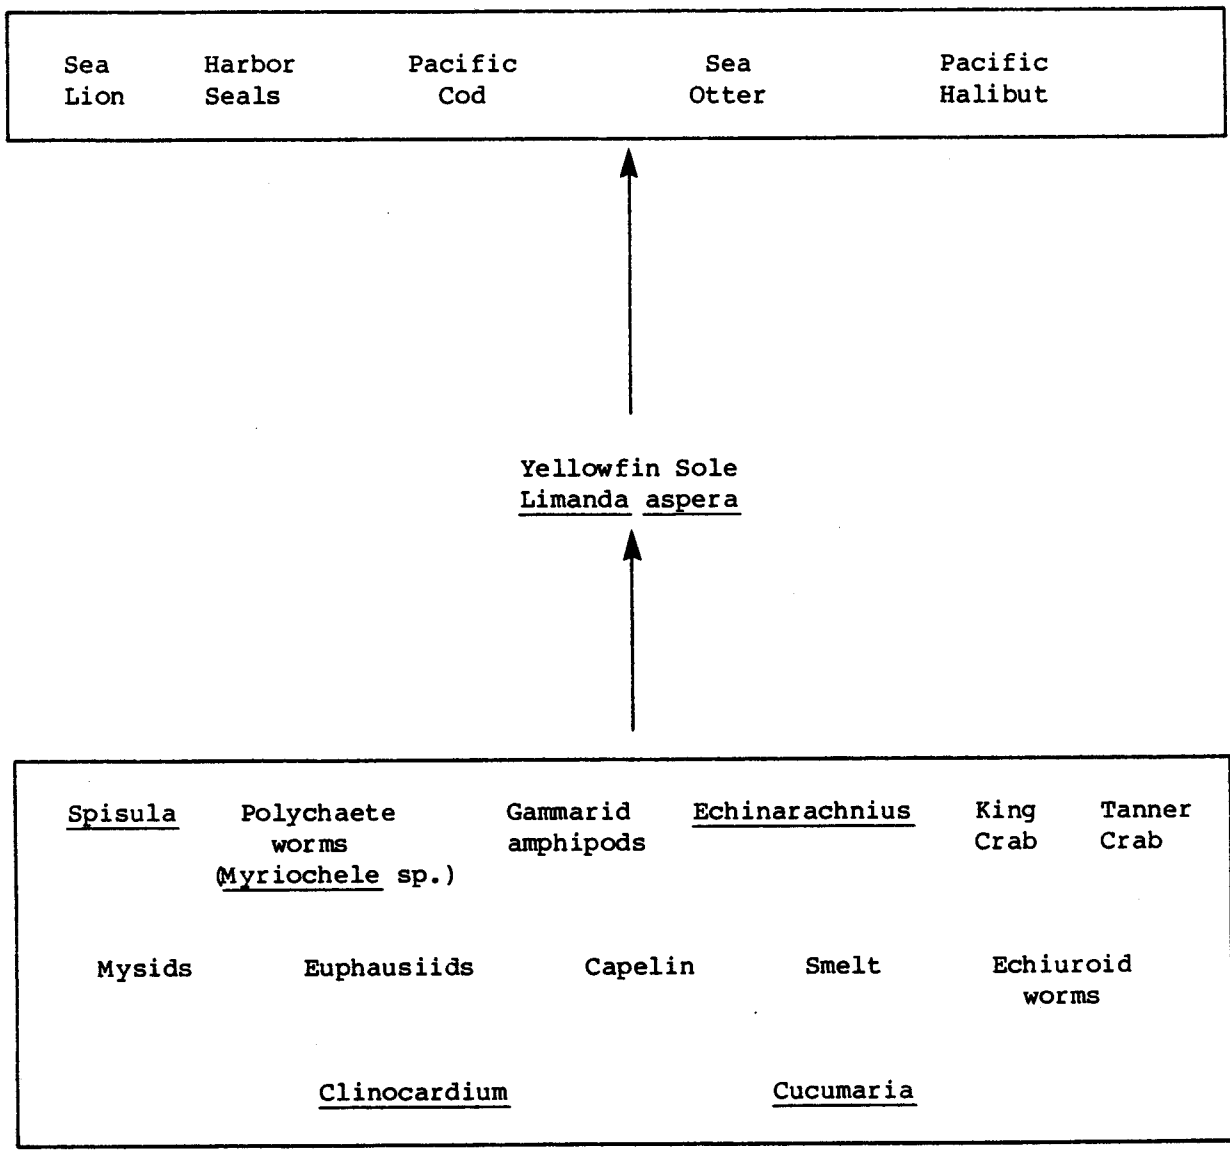 Sea Harbor Pacific Sea Pacific
Lion Seals Cod Otter Halibut
Yellowfin Sole
Limanda aspera
Spisula Polychaete Gammarid Echinarachnius King Tanner
worms amphipods Crab Crab
(Myriochele sp.)
Mysids Euphausiids Capelin Smelt Echiuroid
worms
Clinocardium Cucumaria